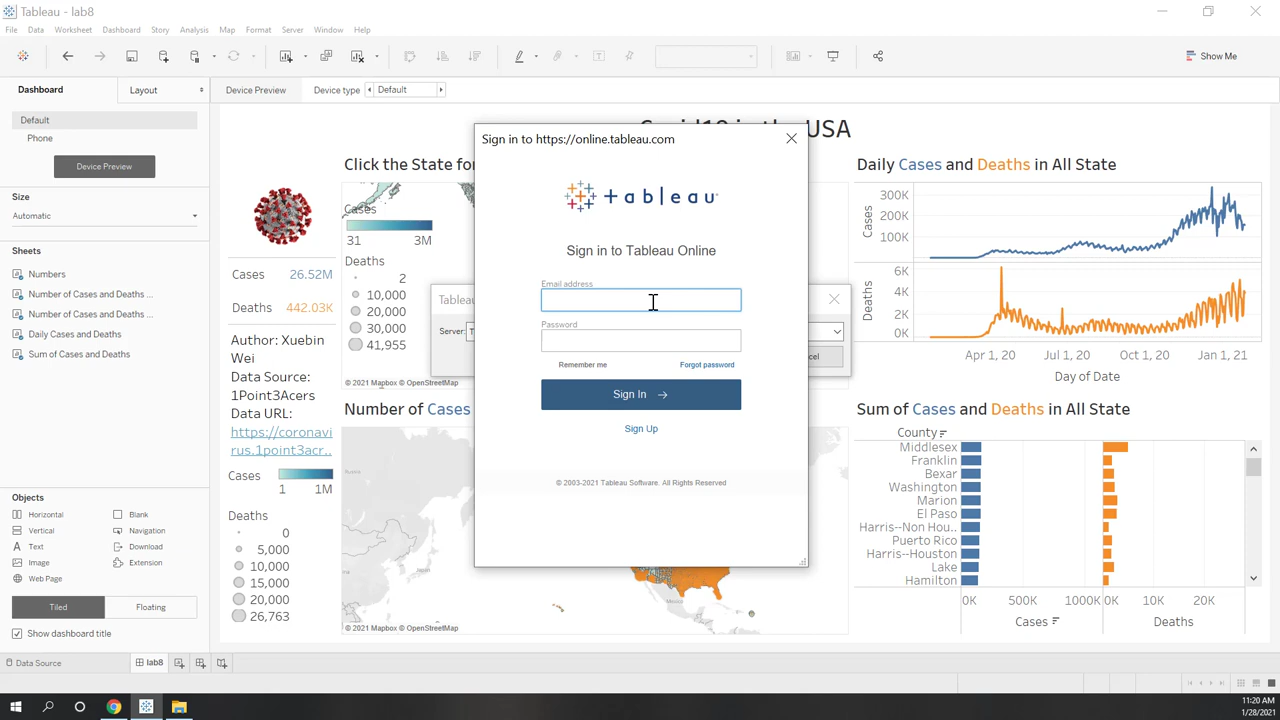 Tableau - lab8
File Data Worksheet Dashboard Story Analysis Map Format Server Window Help
Show Me
Dashboard Layout
Device Preview Device type Default
Default
Phone
Device Preview
Size
Automatic
Sheets
Numbers
Number of Cases and Deaths ...
Number of Cases and Deaths ...
Daily Cases and Deaths
Sum of Cases and Deaths
Objects
Horizontal Blank
Vertical Navigation
Text Download
Image Extension
Web Page
Tiled Floating
Show dashboard title
in the USA
Click the State for
Cases 26.52M
Deaths 442.03K
Author: Xuebin
Wei
Data Source:
1Point3Acers
Data URL:
https://coronavi
rus.1point3acr..
Cases
1 1M
Deaths
0
5,000
10,000
15,000
20,000
26,763
Cases
31 3M
Deaths
2
10,000
20,000
30,000
41,955
© 2021 Mapbox © OpenStreetMap
Number of Cases
Japan
Mexico
© 2021 Mapbox © OpenStreetMap
Sign in to https://online.tableau.com
tableau
Sign in to Tableau Online
Email address
Password
Remember me Forgot password
Sign In
Sign Up
© 2003-2021 Tableau Software. All Rights Reserved
Tableau
Server:
Daily Cases and Deaths in All State
Cases
300K
200K
100K
Deaths
6K
4K
2K
0K
Apr 1, 20 Jul 1, 20 Oct 1, 20 Jan 1, 21
Day of Date
Sum of Cases and Deaths in All State
County
Middlesex
Franklin
Bexar
Washington
Marion
El Paso
Harris--Non Hou..
Puerto Rico
Harris--Houston
Lake
Hamilton
0K 500K 1000K 0K 10K 20K
Cases Deaths
Data Source lab8
11:20 AM
1/28/2021